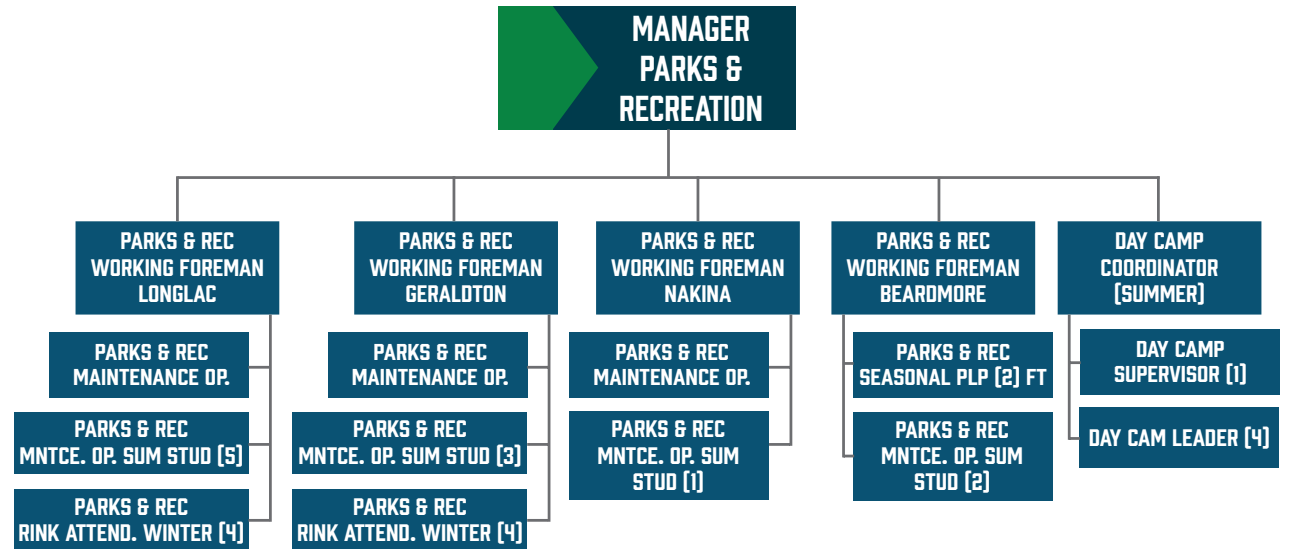 MANAGER
PARKS &
RECREATION
PARKS & REC
WORKING FOREMAN
LONGLAC
PARKS & REC
MAINTENANCE OP.
PARKS & REC
MNTCE. OP. SUM STUD (5)
PARKS & REC
RINK ATTEND. WINTER (4)
PARKS & REC
WORKING FOREMAN
GERALDTON
PARKS & REC
MAINTENANCE OP.
PARKS & REC
MNTCE. OP. SUM STUD (3)
PARKS & REC
RINK ATTEND. WINTER (4)
PARKS & REC
WORKING FOREMAN
NAKINA
PARKS & REC
MAINTENANCE OP.
PARKS & REC
MNTCE. OP. SUM
STUD (1)
PARKS & REC
WORKING FOREMAN
BEARDMORE
PARKS & REC
SEASONAL PLP (2) FT
PARKS & REC
MNTCE. OP. SUM
STUD (2)
DAY CAMP
COORDINATOR
(SUMMER)
DAY CAMP
SUPERVISOR (1)
DAY CAM LEADER (4)